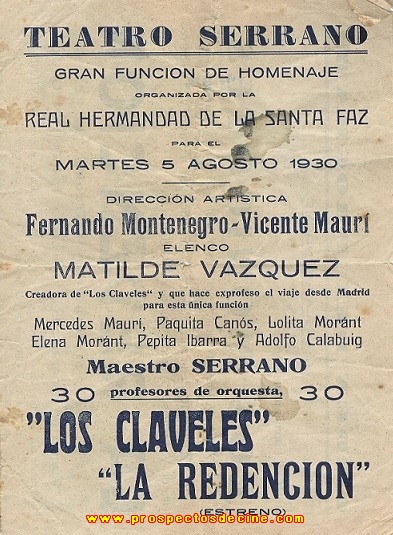 TEATRO SERRANO
GRAN FUNCION DE HOMENAJE
ORGANIZADA POR LA
REAL HERMANDAD DE LA SANTA FAZ
PARA EL
MARTES 5 AGOSTO 1930
DIRECCIÓN ARTISTICA
Fernando Montenegro-Vicente Maurí
ELENCO
MATILDE VAZQUEZ
Creadora de "Los Claveles" y que hace exprofeso el viaje desde Madrid
para esta única función
Mercedes Maurí, Paquita Canós, Lolita Moránt
Elena Moránt, Pepita Ibarra y Adolfo Calabuig
Maestro SERRANO
30 profesores de orquesta, 30
"LOS CLAVELES"
"LA REDENCION"
(ESTRENO)
www.prospectosdecine.com